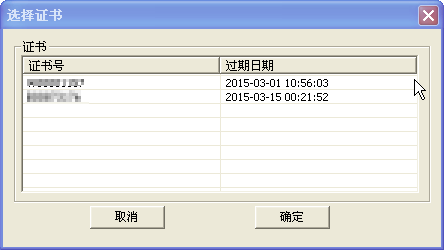 选择证书
证书
证书号 过期日期
2015-03-01 10:56:03
2015-03-15 00:21:52
取消 确定